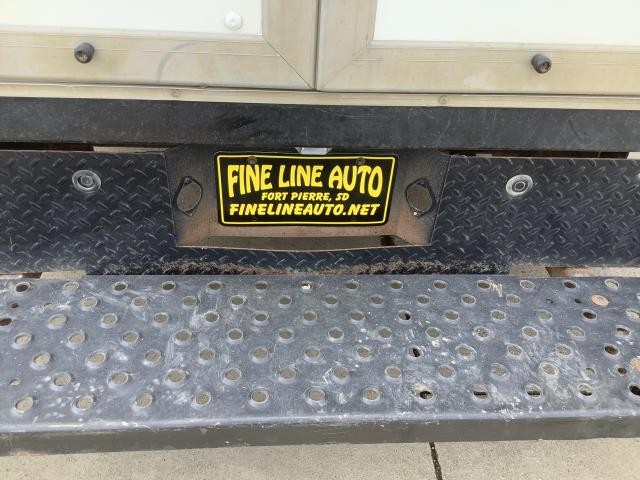 FINE LINE AUTO
FORT PIERRE, SD
FINELINEAUTO.NET